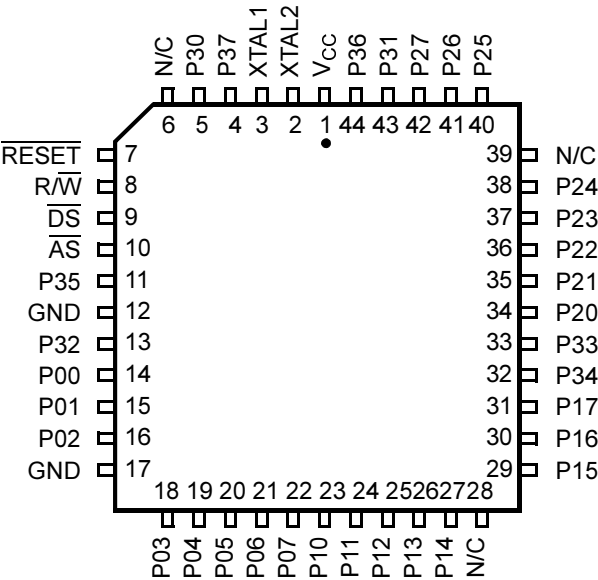 N/C P30 P37 XTAL1 XTAL2 VCC P36 P31 P27 P26 P25
6 5 4 3 2 1 44 43 42 41 40
R̅E̅S̅E̅T̅ 7 39 N/C
R/W̅ 8 38 P24
D̅S̅ 9 37 P23
A̅S̅ 10 36 P22
P35 11 35 P21
GND 12 34 P20
P32 13 33 P33
P00 14 32 P34
P01 15 31 P17
P02 16 30 P16
GND 17 29 P15
18 19 20 21 22 23 24 25 26 27 28
P03 P04 P05 P06 P07 P10 P11 P12 P13 P14 N/C